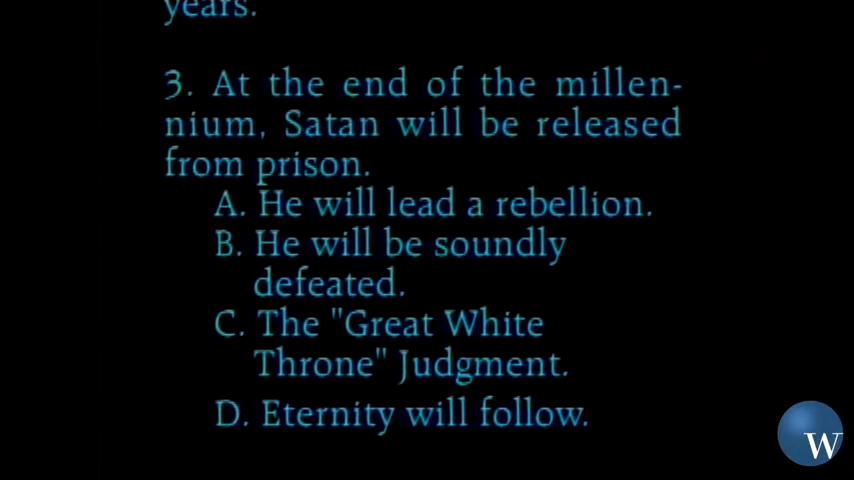 years.
3. At the end of the millen-
nium, Satan will be released
from prison.
A. He will lead a rebellion.
B. He will be soundly
defeated.
C. The "Great White
Throne" Judgment.
D. Eternity will follow.
W